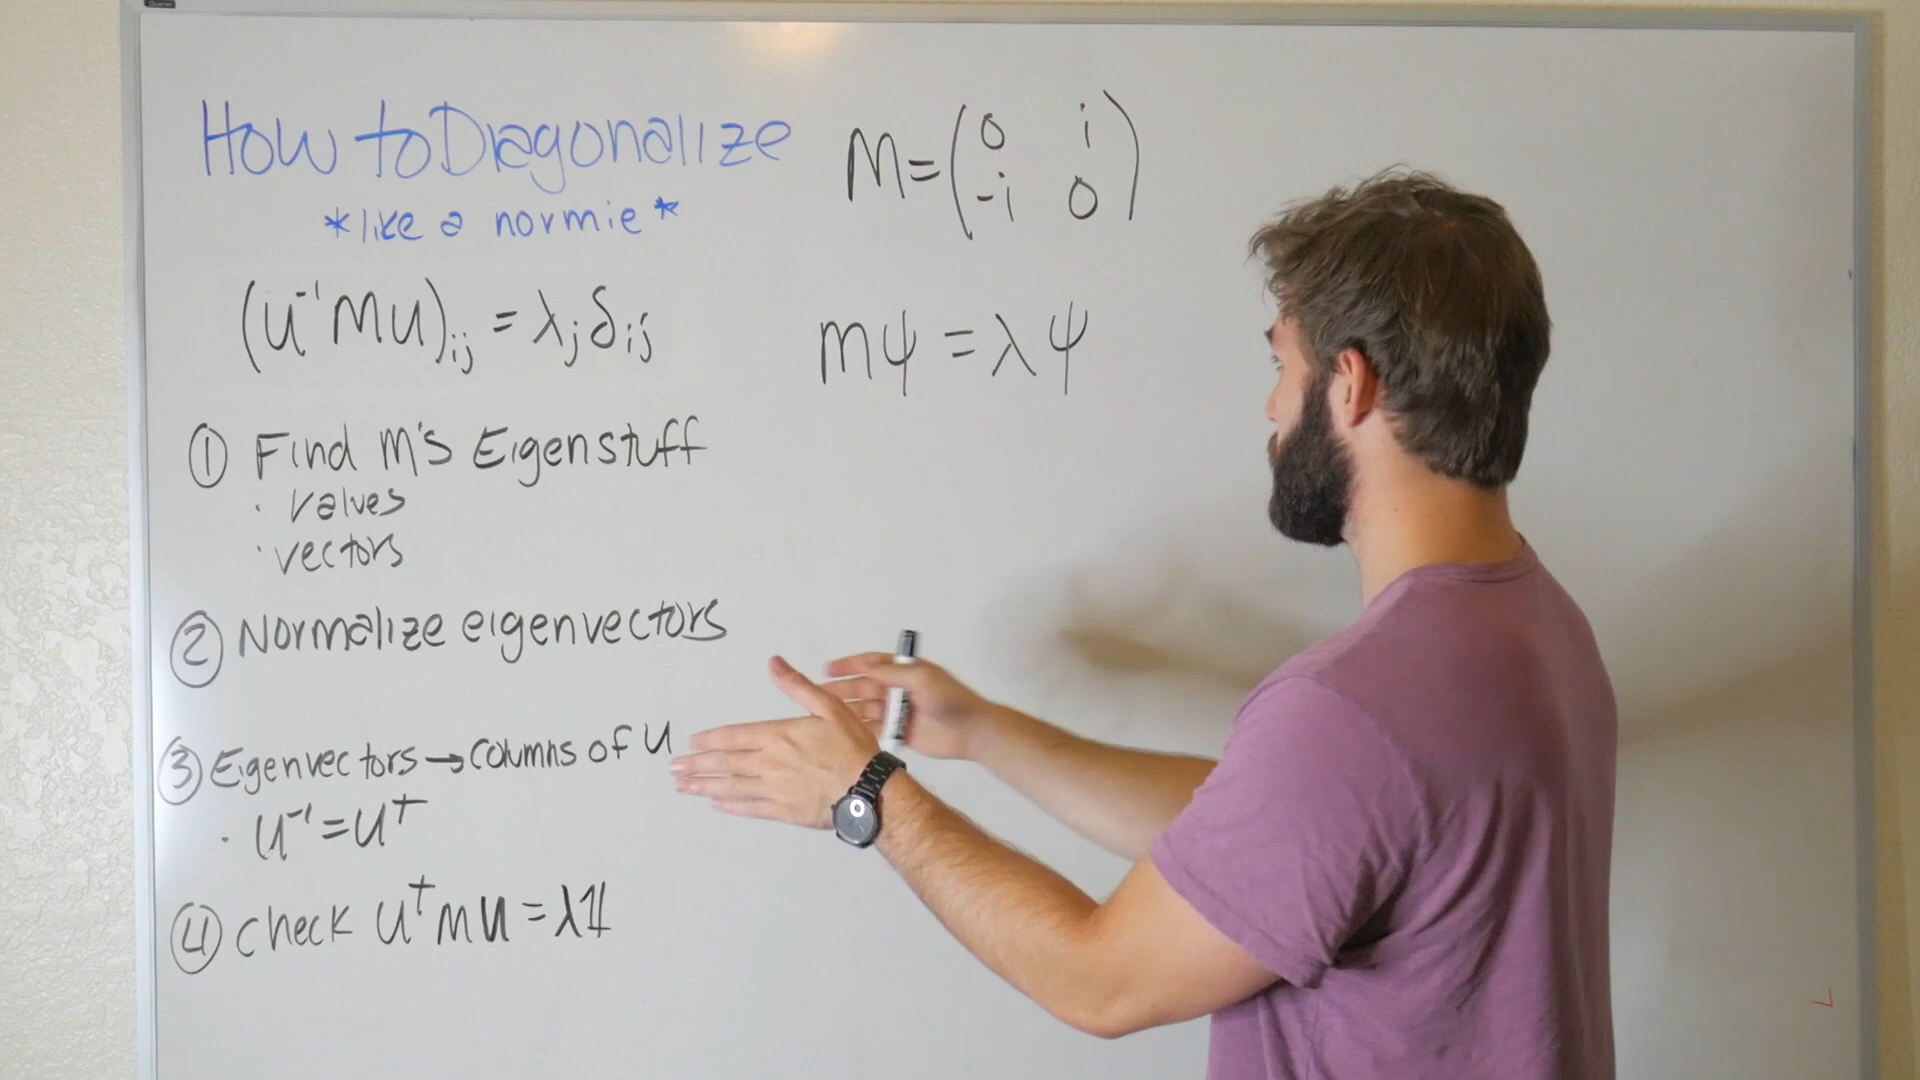 How to Diagonalize
*like a normie*
(U⁻¹MU)ᵢⱼ = λⱼδᵢⱼ
① Find M's Eigenstuff
· values
· vectors
② Normalize eigenvectors
③ Eigenvectors → columns of U
· U⁻¹ = U†
④ check U†MU = λ𝟙
M = (0 i
-i 0)
Mψ = λψ